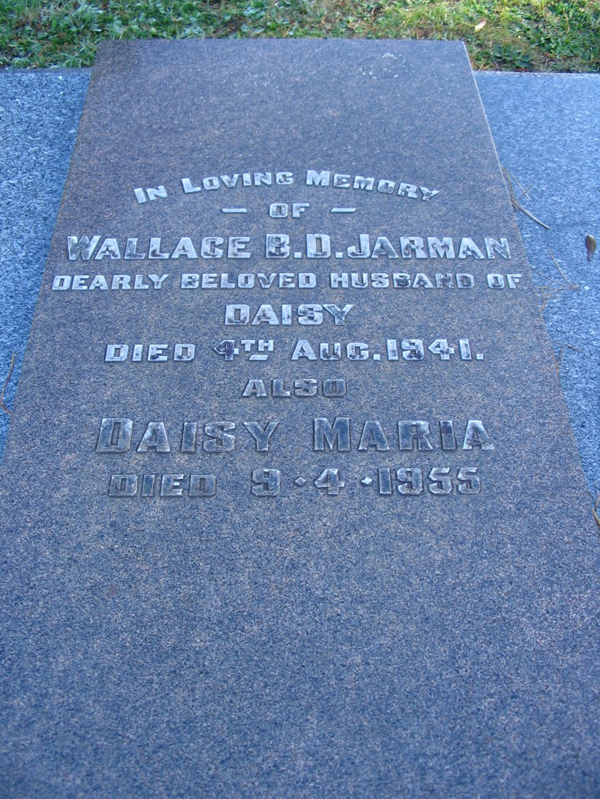 IN LOVING MEMORY
— OF —
WALLACE B.D. JARMAN
DEARLY BELOVED HUSBAND OF
DAISY
DIED 4TH AUG. 1941.
ALSO
DAISY MARIA
DIED 9·4·1955